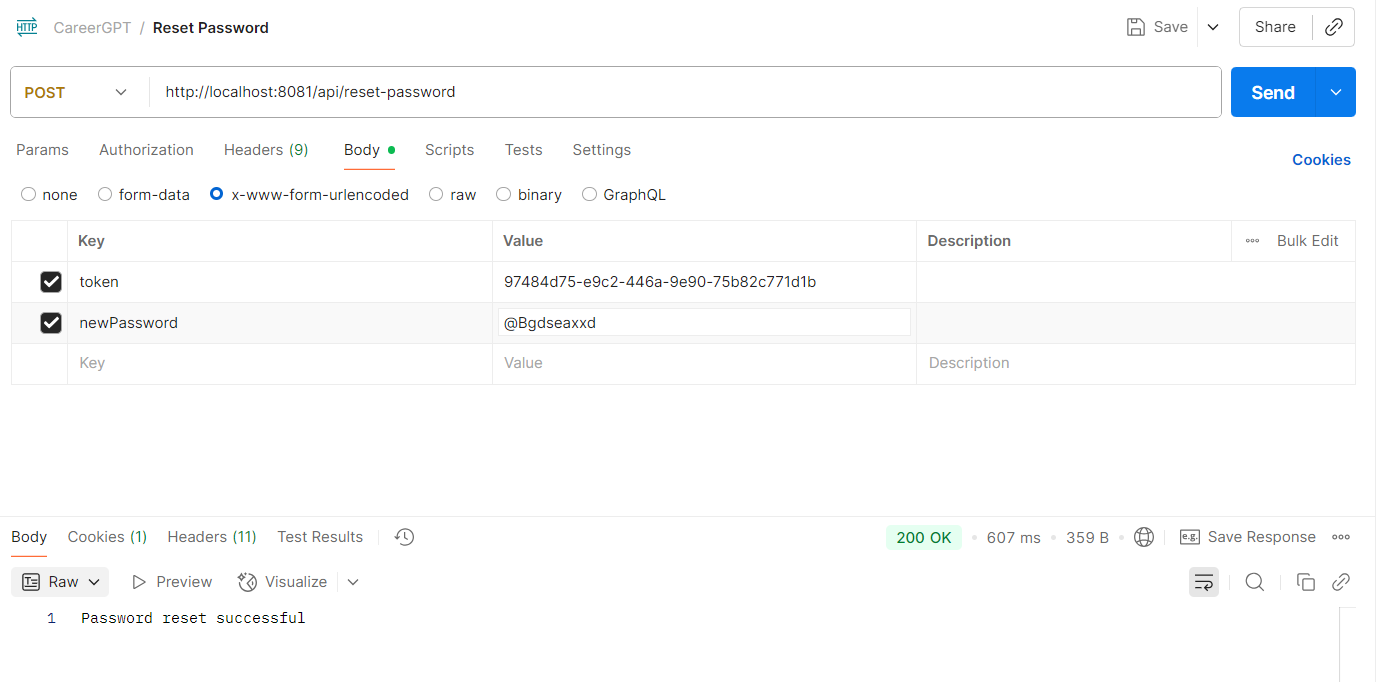 HTTP CareerGPT / Reset Password Save Share
POST http://localhost:8081/api/reset-password Send
Params Authorization Headers (9) Body Scripts Tests Settings Cookies
none form-data x-www-form-urlencoded raw binary GraphQL
Key Value Description Bulk Edit
token 97484d75-e9c2-446a-9e90-75b82c771d1b
newPassword @Bgdseaxxd
Key Value Description
Body Cookies (1) Headers (11) Test Results 200 OK 607 ms 359 B e.g. Save Response
Raw Preview Visualize
1 Password reset successful